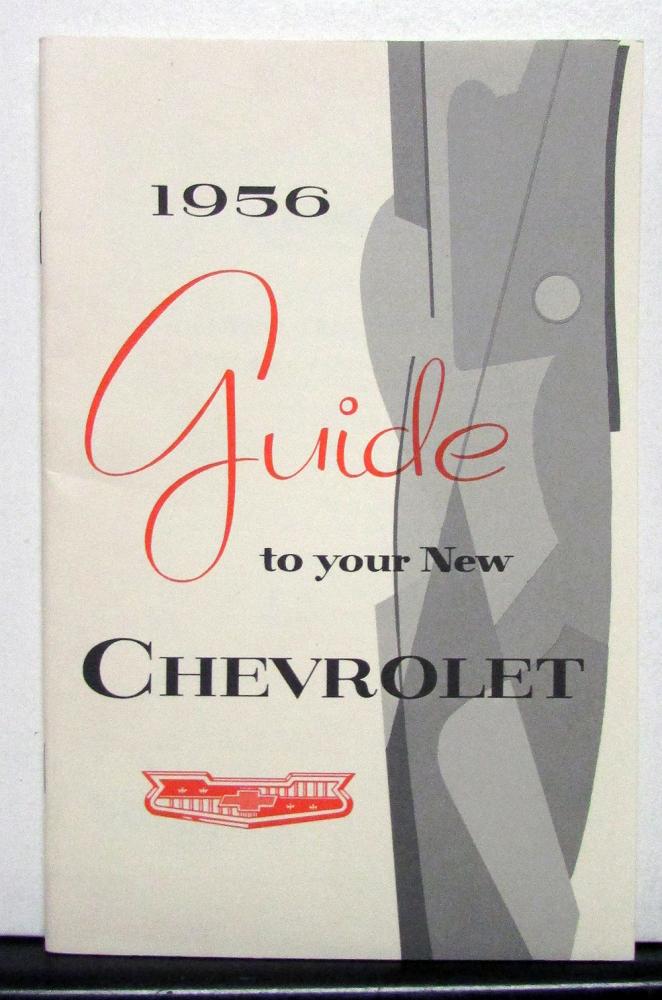 1956
Guide
to your New
CHEVROLET